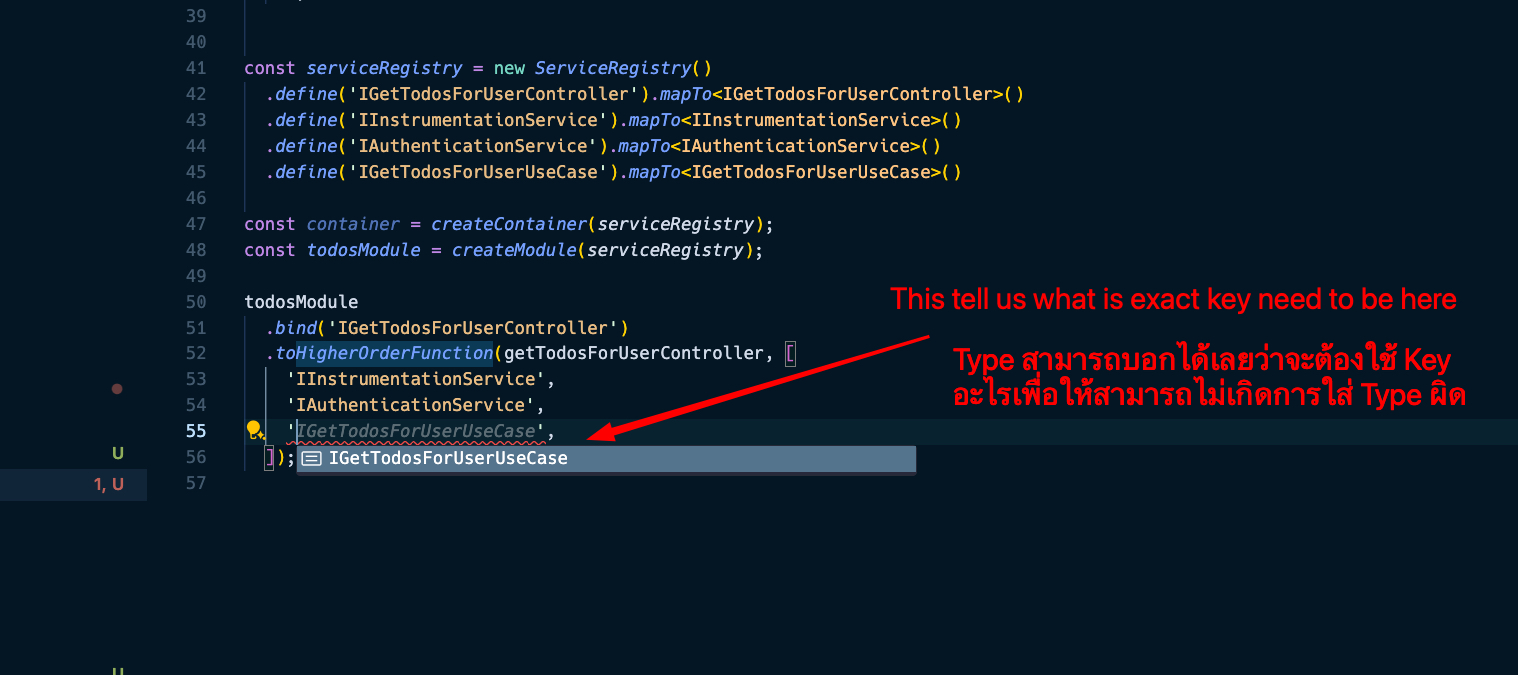 39
40
41 const serviceRegistry = new ServiceRegistry()
42 .define('IGetTodosForUserController').mapTo<IGetTodosForUserController>()
43 .define('IInstrumentationService').mapTo<IInstrumentationService>()
44 .define('IAuthenticationService').mapTo<IAuthenticationService>()
45 .define('IGetTodosForUserUseCase').mapTo<IGetTodosForUserUseCase>()
46
47 const container = createContainer(serviceRegistry);
48 const todosModule = createModule(serviceRegistry);
49
50 todosModule
This tell us what is exact key need to be here
51 .bind('IGetTodosForUserController')
52 .toHigherOrderFunction(getTodosForUserController, [
Type สามารถบอกได้เลยว่าจะต้องใช้ Key
53 'IInstrumentationService',
อะไรเพื่อให้สามารถไม่เกิดการใส่ Type ผิด
54 'IAuthenticationService',
55 'IGetTodosForUserUseCase',
U
56 ]); IGetTodosForUserUseCase
1, U
57
U